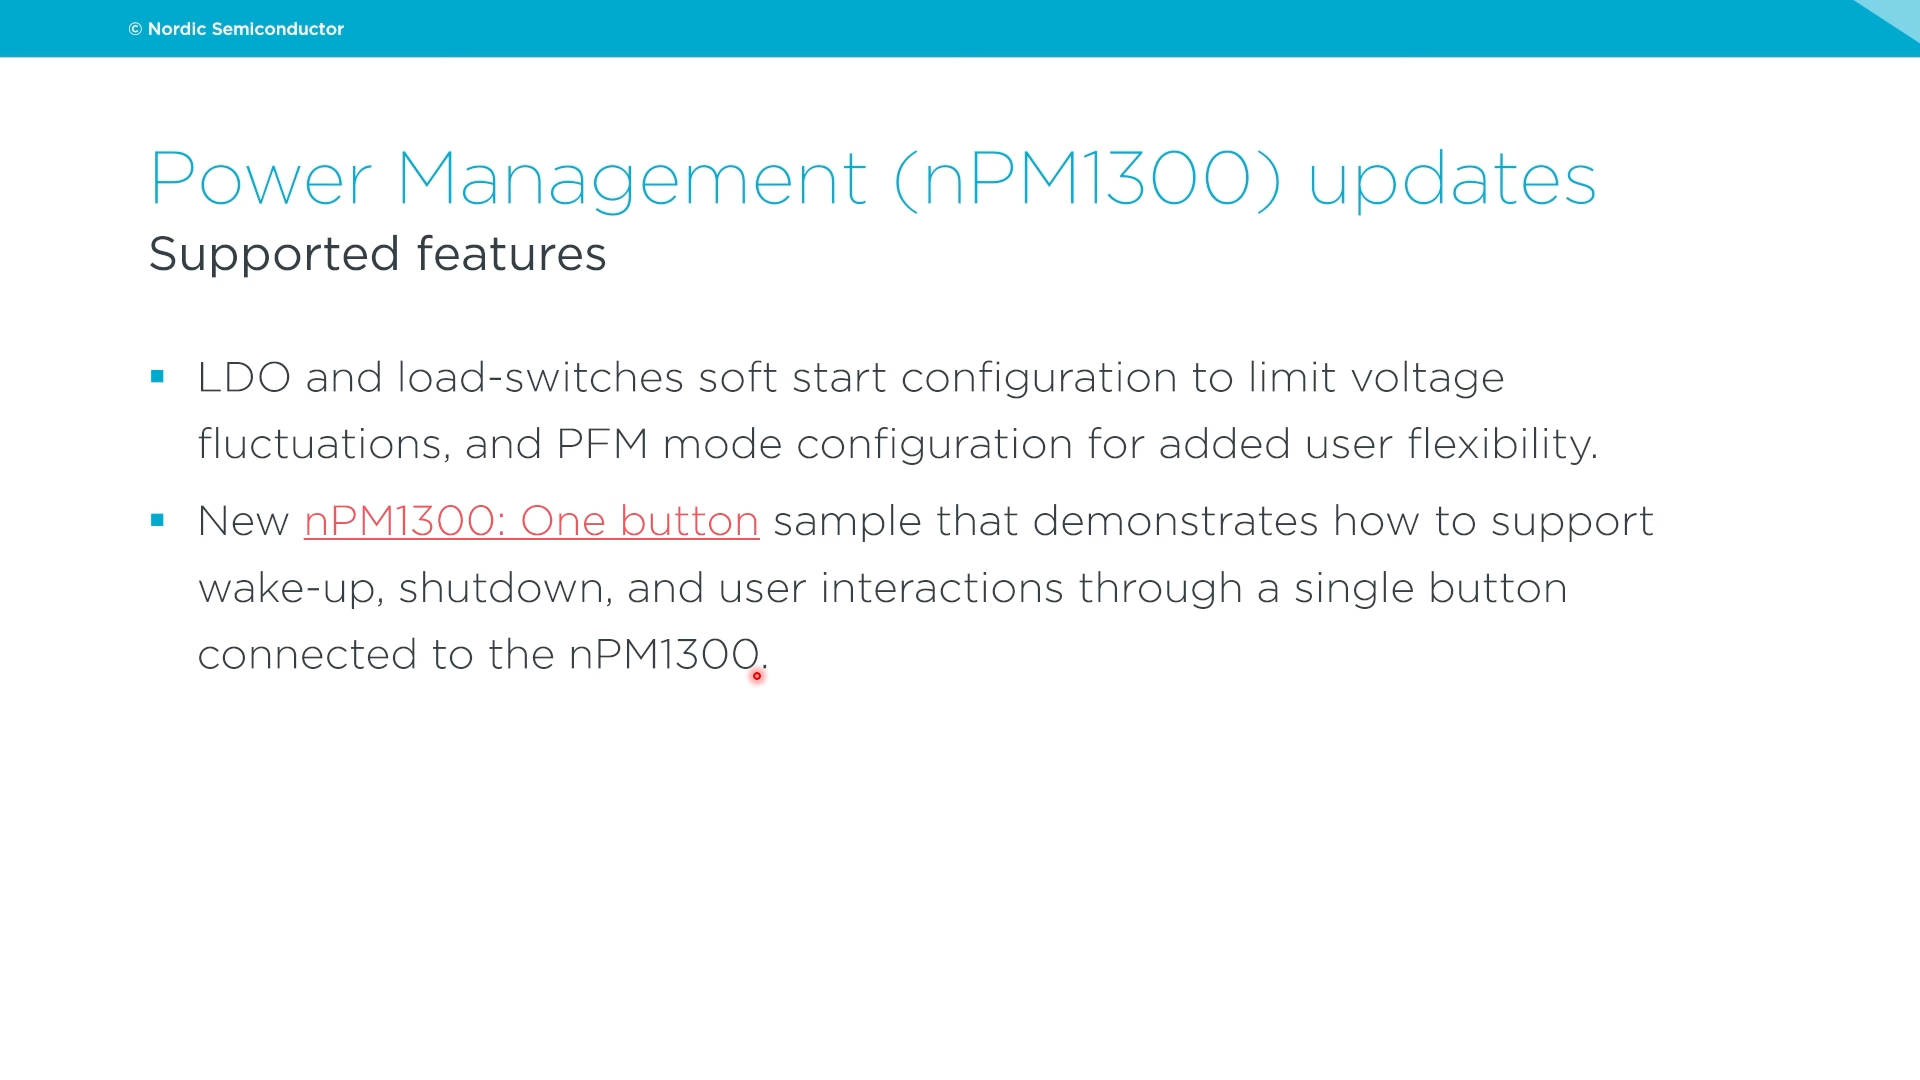 © Nordic Semiconductor
Power Management (nPM1300) updates
Supported features
LDO and load-switches soft start configuration to limit voltage
fluctuations, and PFM mode configuration for added user flexibility.
New nPM1300: One button sample that demonstrates how to support
wake-up, shutdown, and user interactions through a single button
connected to the nPM1300.